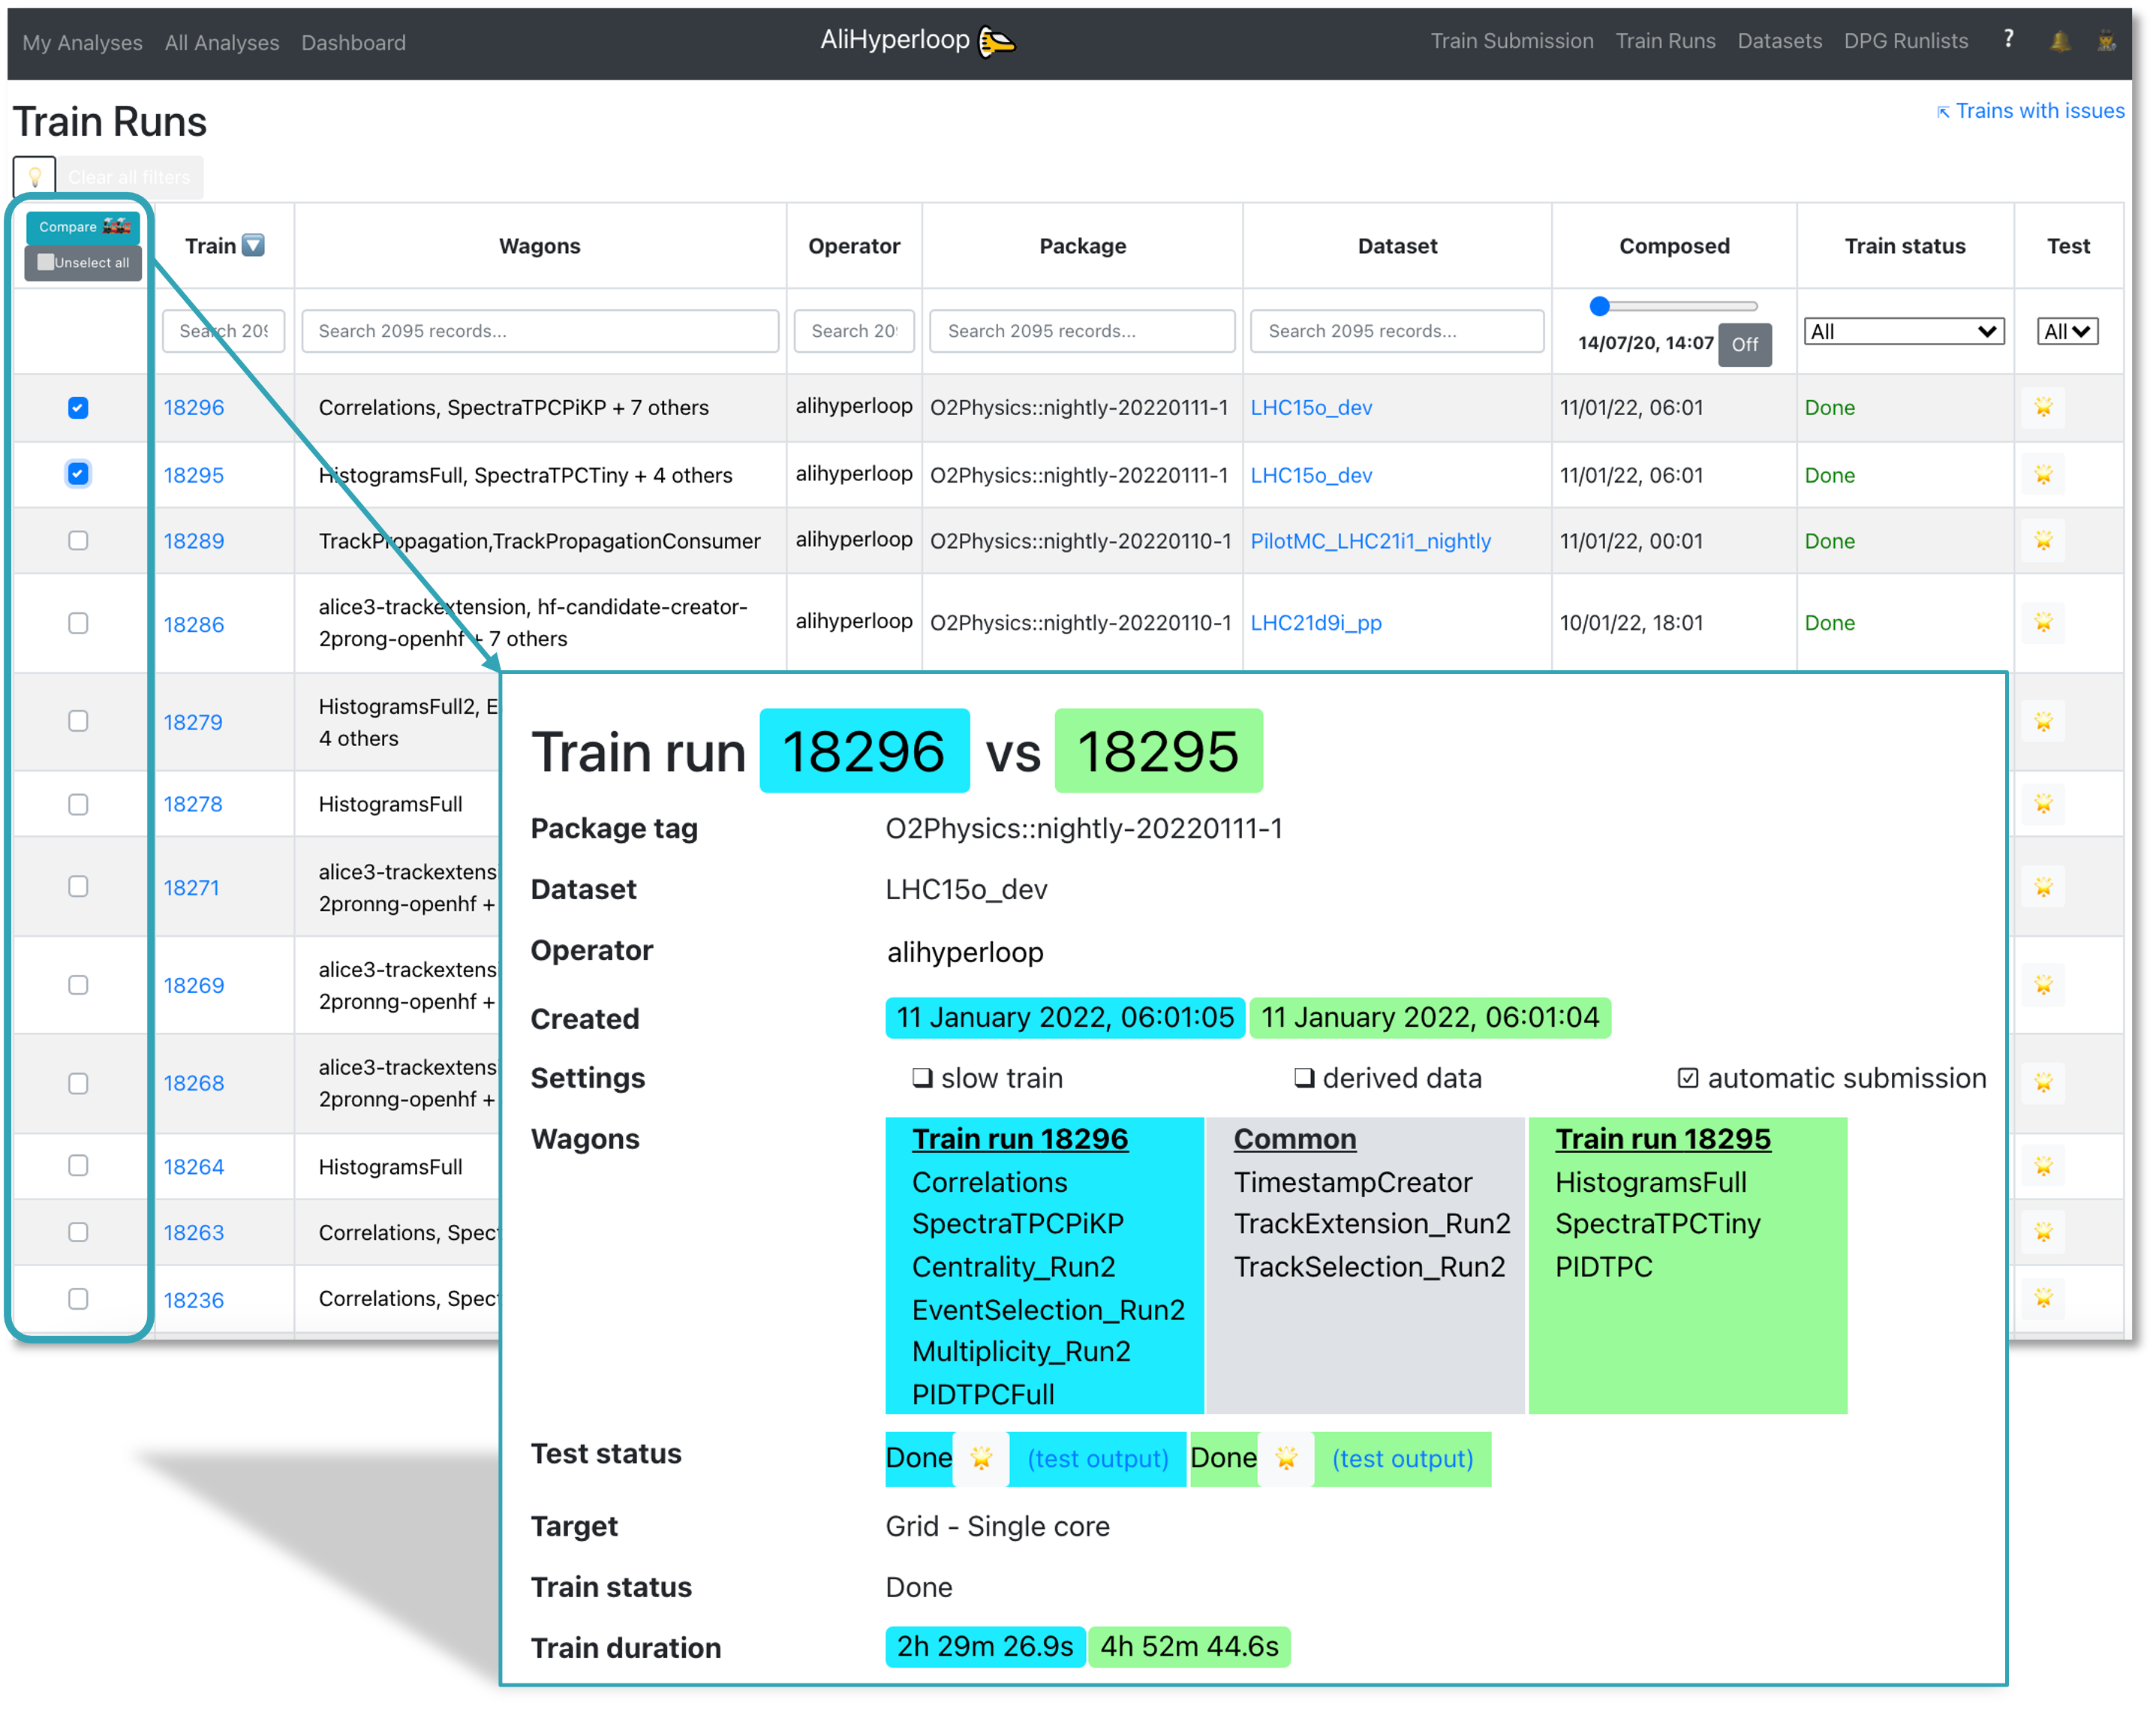 My Analyses All Analyses Dashboard AliHyperloop Train Submission Train Runs Datasets DPG Runlists ?
Train Runs
Trains with issues
Clear all filters
Compare
Unselect all
Train Wagons Operator Package Dataset Composed Train status Test
Search 209 Search 2095 records... Search 20 Search 2095 records... Search 2095 records... 14/07/20, 14:07 Off All All
18296 Correlations, SpectraTPCPiKP + 7 others alihyperloop O2Physics::nightly-20220111-1 LHC15o_dev 11/01/22, 06:01 Done
18295 HistogramsFull, SpectraTPCTiny + 4 others alihyperloop O2Physics::nightly-20220111-1 LHC15o_dev 11/01/22, 06:01 Done
18289 TrackPropagation,TrackPropagationConsumer alihyperloop O2Physics::nightly-20220110-1 PilotMC_LHC21i1_nightly 11/01/22, 00:01 Done
18286 alice3-trackextension, hf-candidate-creator-
2prong-openhf + 7 others alihyperloop O2Physics::nightly-20220110-1 LHC21d9i_pp 10/01/22, 18:01 Done
18279 HistogramsFull2, E
4 others
18278 HistogramsFull
18271 alice3-trackextens
2pronng-openhf +
18269 alice3-trackextens
2pronng-openhf +
18268 alice3-trackextens
2pronng-openhf +
18264 HistogramsFull
18263 Correlations, Spec
18236 Correlations, Spec
Train run 18296 vs 18295
Package tag O2Physics::nightly-20220111-1
Dataset LHC15o_dev
Operator alihyperloop
Created 11 January 2022, 06:01:05 11 January 2022, 06:01:04
Settings slow train derived data automatic submission
Wagons Train run 18296 Common Train run 18295
Correlations TimestampCreator HistogramsFull
SpectraTPCPiKP TrackExtension_Run2 SpectraTPCTiny
Centrality_Run2 TrackSelection_Run2 PIDTPC
EventSelection_Run2
Multiplicity_Run2
PIDTPCFull
Test status Done (test output) Done (test output)
Target Grid - Single core
Train status Done
Train duration 2h 29m 26.9s 4h 52m 44.6s